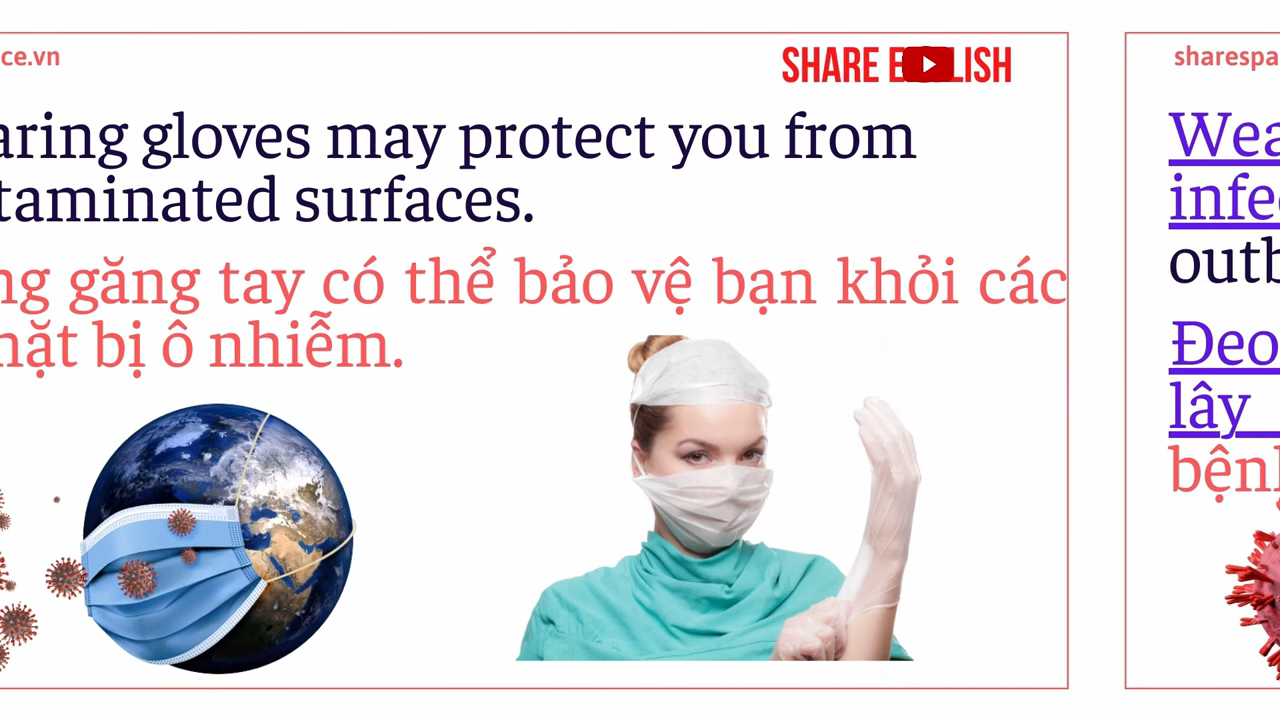 ce.vn
SHARE E LISH
aring gloves may protect you from
taminated surfaces.
ng găng tay có thể bảo vệ bạn khỏi các
ặt bị ô nhiễm.
sharespa
Wea
infe
outb
Đeo
lây
bện